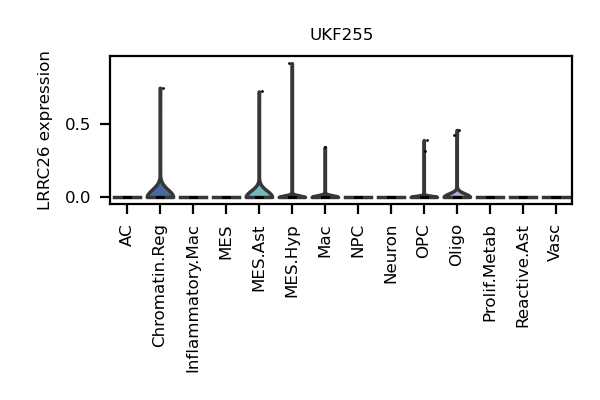 UKF255
LRRC26 expression
0.5
0.0
AC
Chromatin.Reg
Inflammatory.Mac
MES
MES.Ast
MES.Hyp
Mac
NPC
Neuron
OPC
Oligo
Prolif.Metab
Reactive.Ast
Vasc